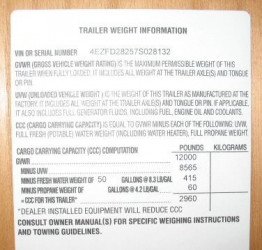 TRAILER WEIGHT INFORMATION
VIN OR SERIAL NUMBER 4EZFD28257S028132
GVWR (GROSS VEHICLE WEIGHT RATING) IS THE MAXIMUM PERMISSIBLE WEIGHT OF
THIS TRAILER WHEN FULLY LOADED. IT INCLUDES ALL WEIGHT AT THE TRAILER AXLE(S) AND TONGUE
OR PIN.
UVW (UNLOADED VEHICLE WEIGHT) IS THE WEIGHT OF THIS TRAILER AS MANUFACTURED AT THE
FACTORY. IT INCLUDES ALL WEIGHT AT THE TRAILER AXLE(S) AND TONGUE OR PIN. IF APPLICABLE,
IT ALSO INCLUDES FULL GENERATOR FLUIDS, INCLUDING FUEL, ENGINE OIL AND COOLANTS.
CCC (CARGO CARRYING CAPACITY) IS EQUAL TO GVWR MINUS EACH OF THE FOLLOWING: UVW,
FULL FRESH (POTABLE) WATER WEIGHT (INCLUDING WATER HEATER), FULL PROPANE WEIGHT.
CARGO CARRYING CAPACITY (CCC) COMPUTATION POUNDS KILOGRAMS
GVWR 12000
MINUS UVW 8565
MINUS FRESH WATER WEIGHT OF 50 GALLONS @ 8.3 LB/GAL 415
MINUS PROPANE WEIGHT OF GALLONS @ 4.2 LB/GAL 60
= CCC FOR THIS TRAILER* 2960
*DEALER INSTALLED EQUIPMENT WILL REDUCE CCC
CONSULT OWNER MANUAL(S) FOR SPECIFIC WEIGHING INSTRUCTIONS
AND TOWING GUIDELINES.